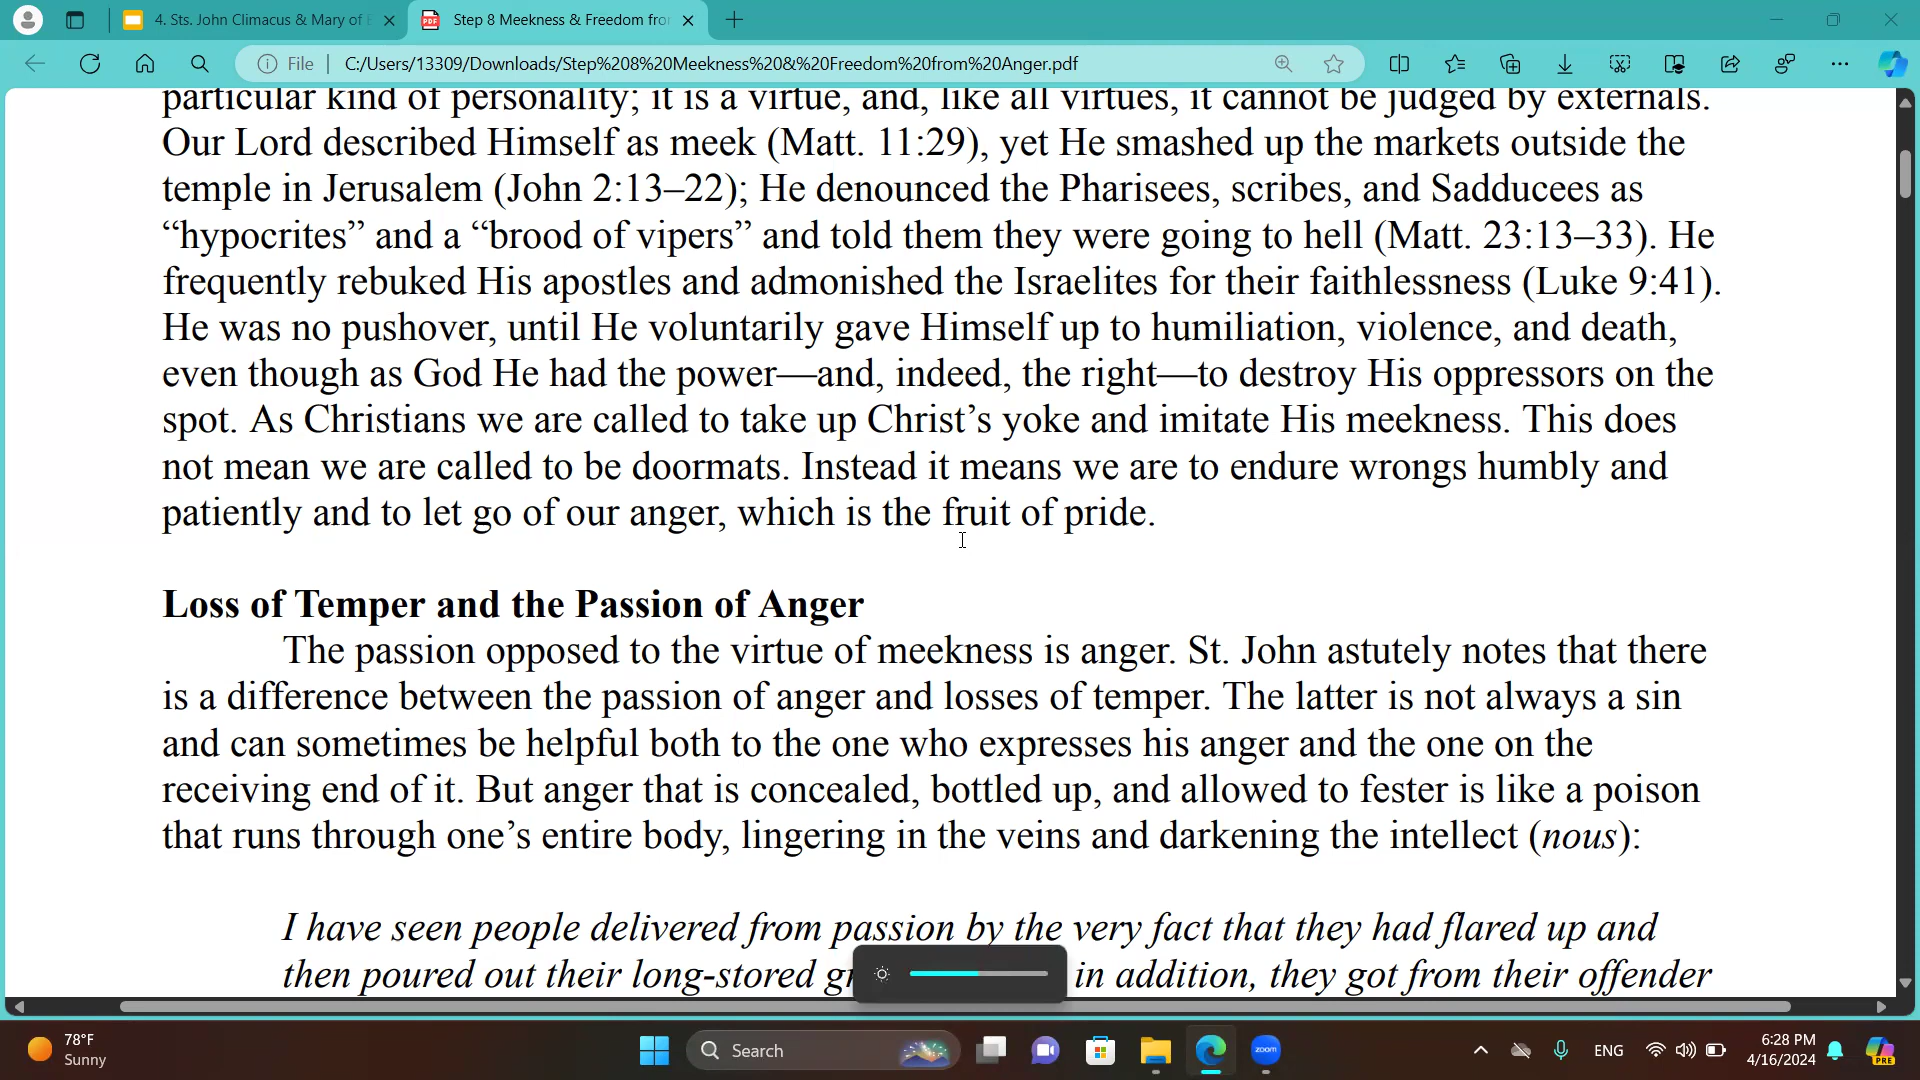 4. Sts. John Climacus & Mary of E
Step 8 Meekness & Freedom fro
File
C:/Users/13309/Downloads/Step%208%20Meekness%20&%20Freedom%20from%20Anger.pdf
particular kind of personality; it is a virtue, and, like all virtues, it cannot be judged by externals.
Our Lord described Himself as meek (Matt. 11:29), yet He smashed up the markets outside the
temple in Jerusalem (John 2:13–22); He denounced the Pharisees, scribes, and Sadducees as
“hypocrites” and a “brood of vipers” and told them they were going to hell (Matt. 23:13–33). He
frequently rebuked His apostles and admonished the Israelites for their faithlessness (Luke 9:41).
He was no pushover, until He voluntarily gave Himself up to humiliation, violence, and death,
even though as God He had the power—and, indeed, the right—to destroy His oppressors on the
spot. As Christians we are called to take up Christ’s yoke and imitate His meekness. This does
not mean we are called to be doormats. Instead it means we are to endure wrongs humbly and
patiently and to let go of our anger, which is the fruit of pride.
Loss of Temper and the Passion of Anger
The passion opposed to the virtue of meekness is anger. St. John astutely notes that there
is a difference between the passion of anger and losses of temper. The latter is not always a sin
and can sometimes be helpful both to the one who expresses his anger and the one on the
receiving end of it. But anger that is concealed, bottled up, and allowed to fester is like a poison
that runs through one’s entire body, lingering in the veins and darkening the intellect (nous):
I have seen people delivered from passion by the very fact that they had flared up and
then poured out their long-stored gr in addition, they got from their offender
78°F
Sunny
Search
zoom
ENG
6:28 PM
4/16/2024
PRE